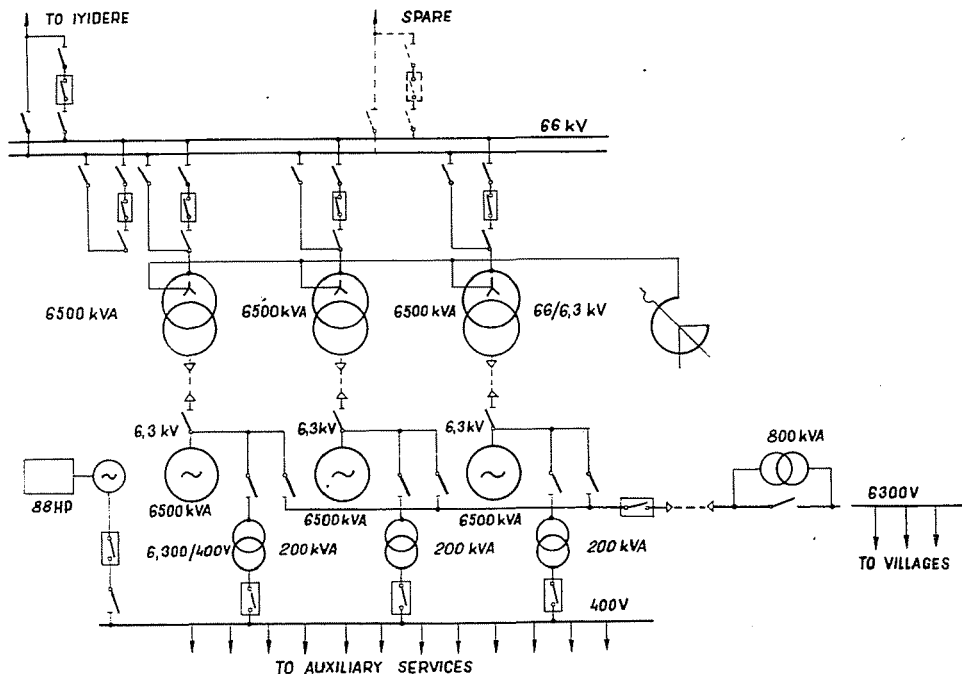 TO IYIDERE
SPARE
66 kV
6500 kVA
6500 kVA
6500 kVA
66/6,3 kV
6,3 kV
6,3kV
6,3kV
800 kVA
88HP
6500 kVA
6500 kVA
6500 kVA
6300V
6,300/400V
200 kVA
200 kVA
200 kVA
TO VILLAGES
400V
TO AUXILIARY SERVICES